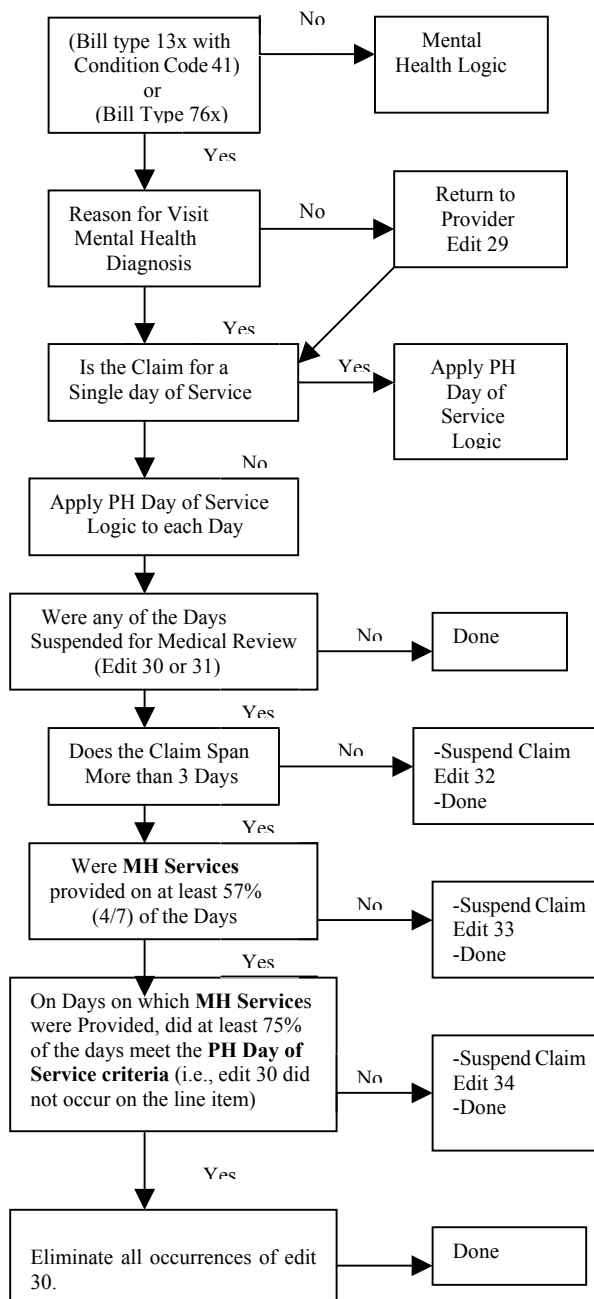 (Bill type 13x with
Condition Code 41)
or
(Bill Type 76x)
No
Mental
Health Logic
Yes
Reason for Visit
Mental Health
Diagnosis
No
Return to
Provider
Edit 29
Yes
Is the Claim for a
Single day of Service
Yes
Apply PH
Day of
Service
Logic
No
Apply PH Day of Service
Logic to each Day
Were any of the Days
Suspended for Medical Review
(Edit 30 or 31)
No
Done
Yes
Does the Claim Span
More than 3 Days
No
-Suspend Claim
Edit 32
-Done
Yes
Were MH Services
provided on at least 57%
(4/7) of the Days
No
-Suspend Claim
Edit 33
-Done
Yes
On Days on which MH Services
were Provided, did at least 75%
of the days meet the PH Day of
Service criteria (i.e., edit 30 did
not occur on the line item)
No
-Suspend Claim
Edit 34
-Done
Yes
Eliminate all occurrences of edit
30.
Done